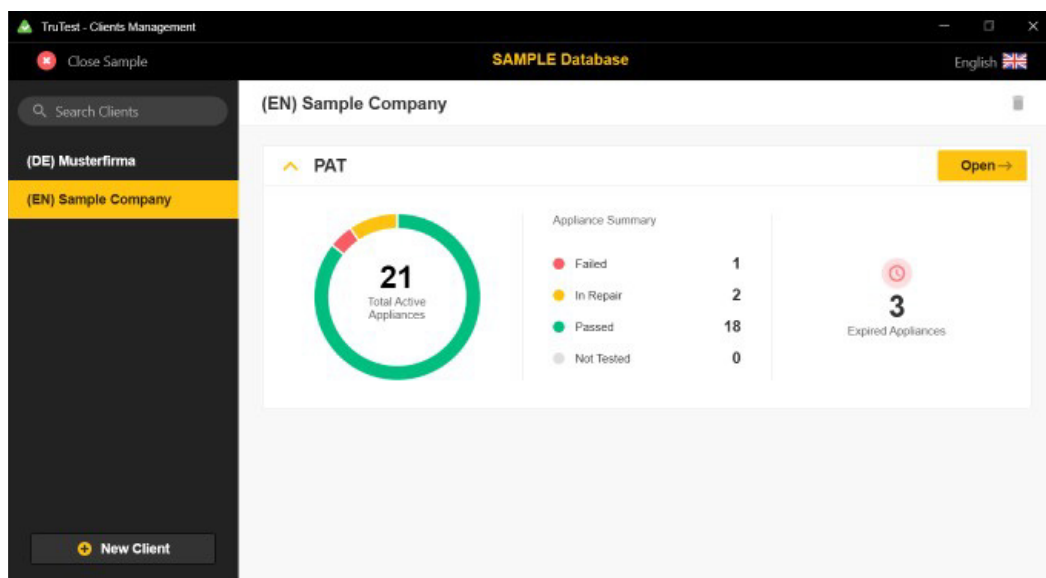 TruTest - Clients Management
Close Sample
SAMPLE Database
English
Search Clients
(DE) Musterfirma
(EN) Sample Company
New Client
(EN) Sample Company
PAT
Open
21
Total Active
Appliances
Appliance Summary
Failed 1
In Repair 2
Passed 18
Not Tested 0
3
Expired Appliances